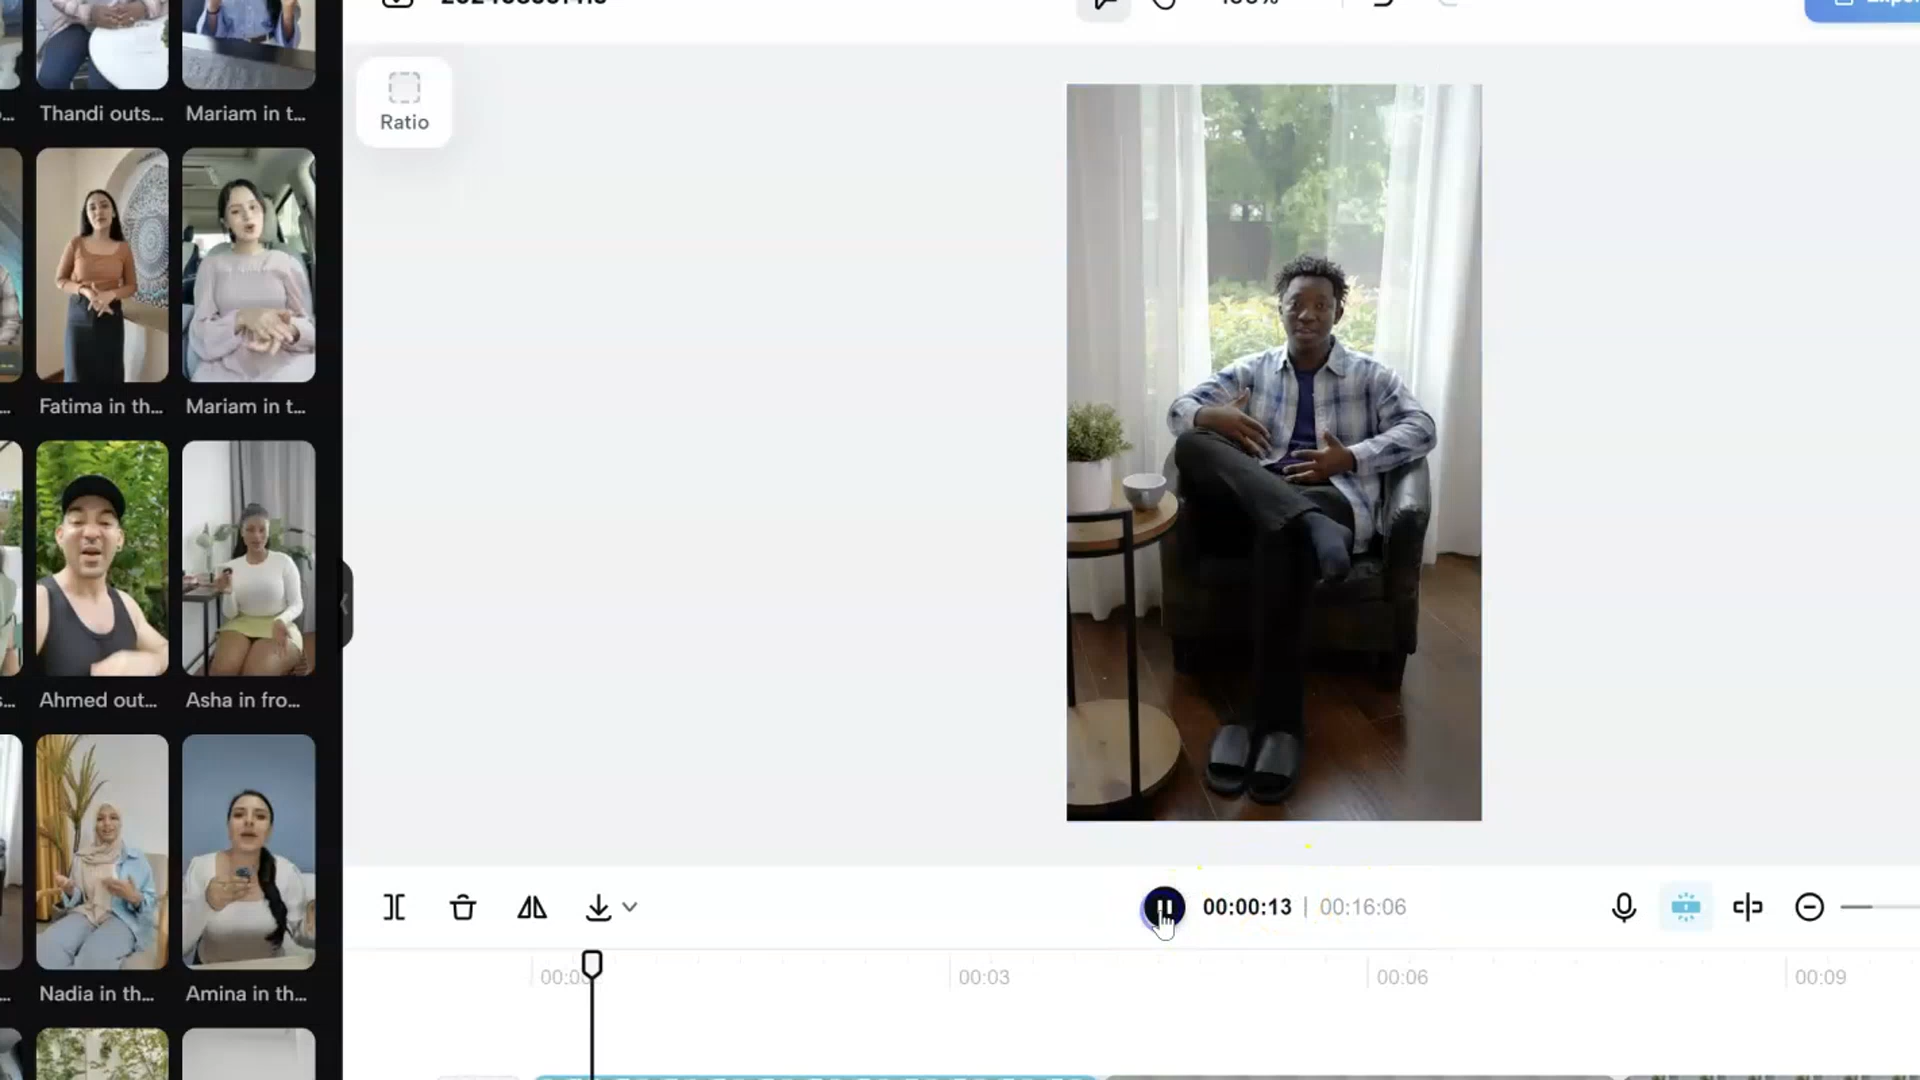 100%
Ratio
Thandi outs...
Mariam in t...
Fatima in th...
Mariam in t...
Ahmed out...
Asha in fro...
Nadia in th...
Amina in th...
00:00:13 | 00:16:06
00:03
00:06
00:09